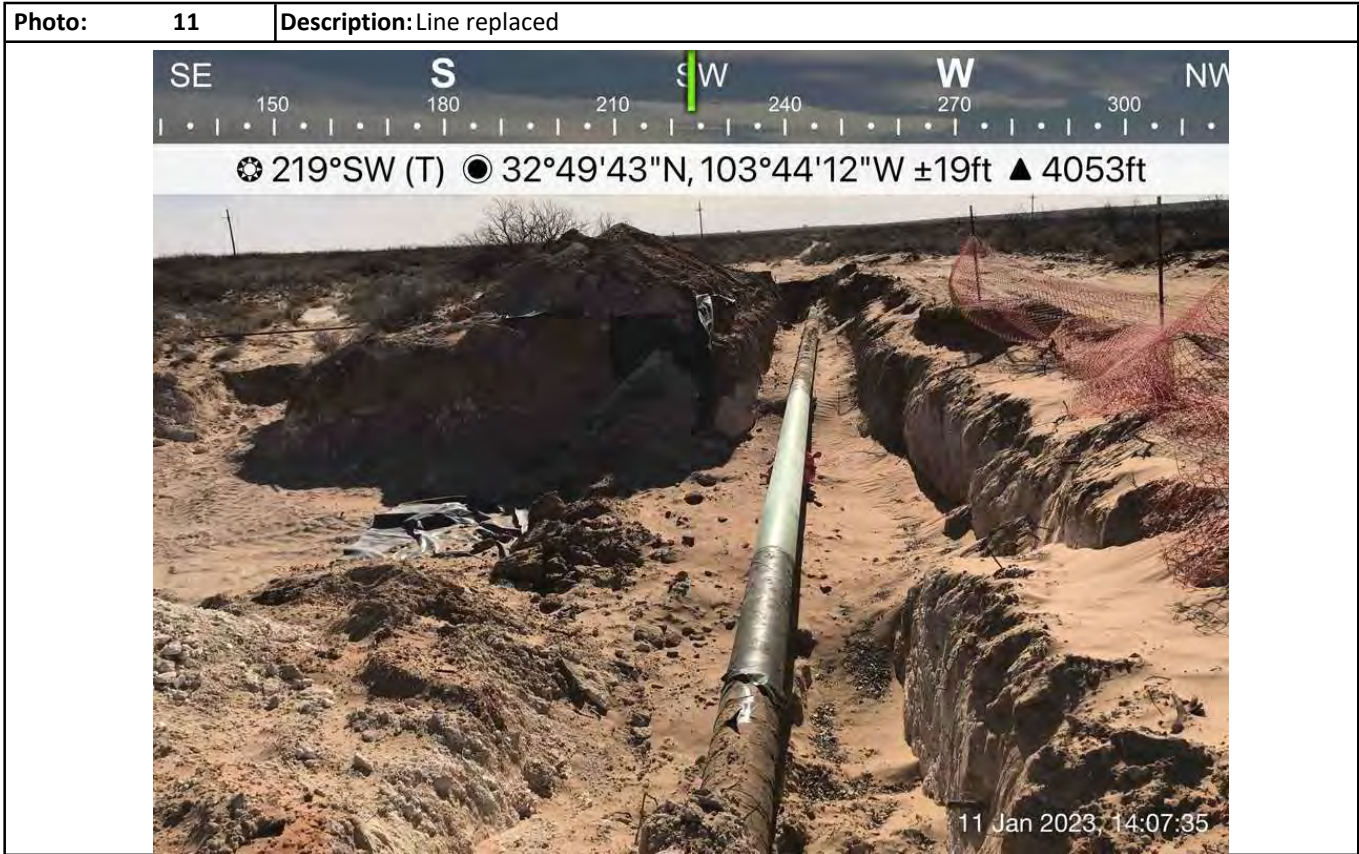 Photo: 11 Description: Line replaced
SE S SW W NW
150 180 210 240 270 300
219°SW (T) 32°49'43"N, 103°44'12"W ±19ft ▲ 4053ft
11 Jan 2023, 14:07:35